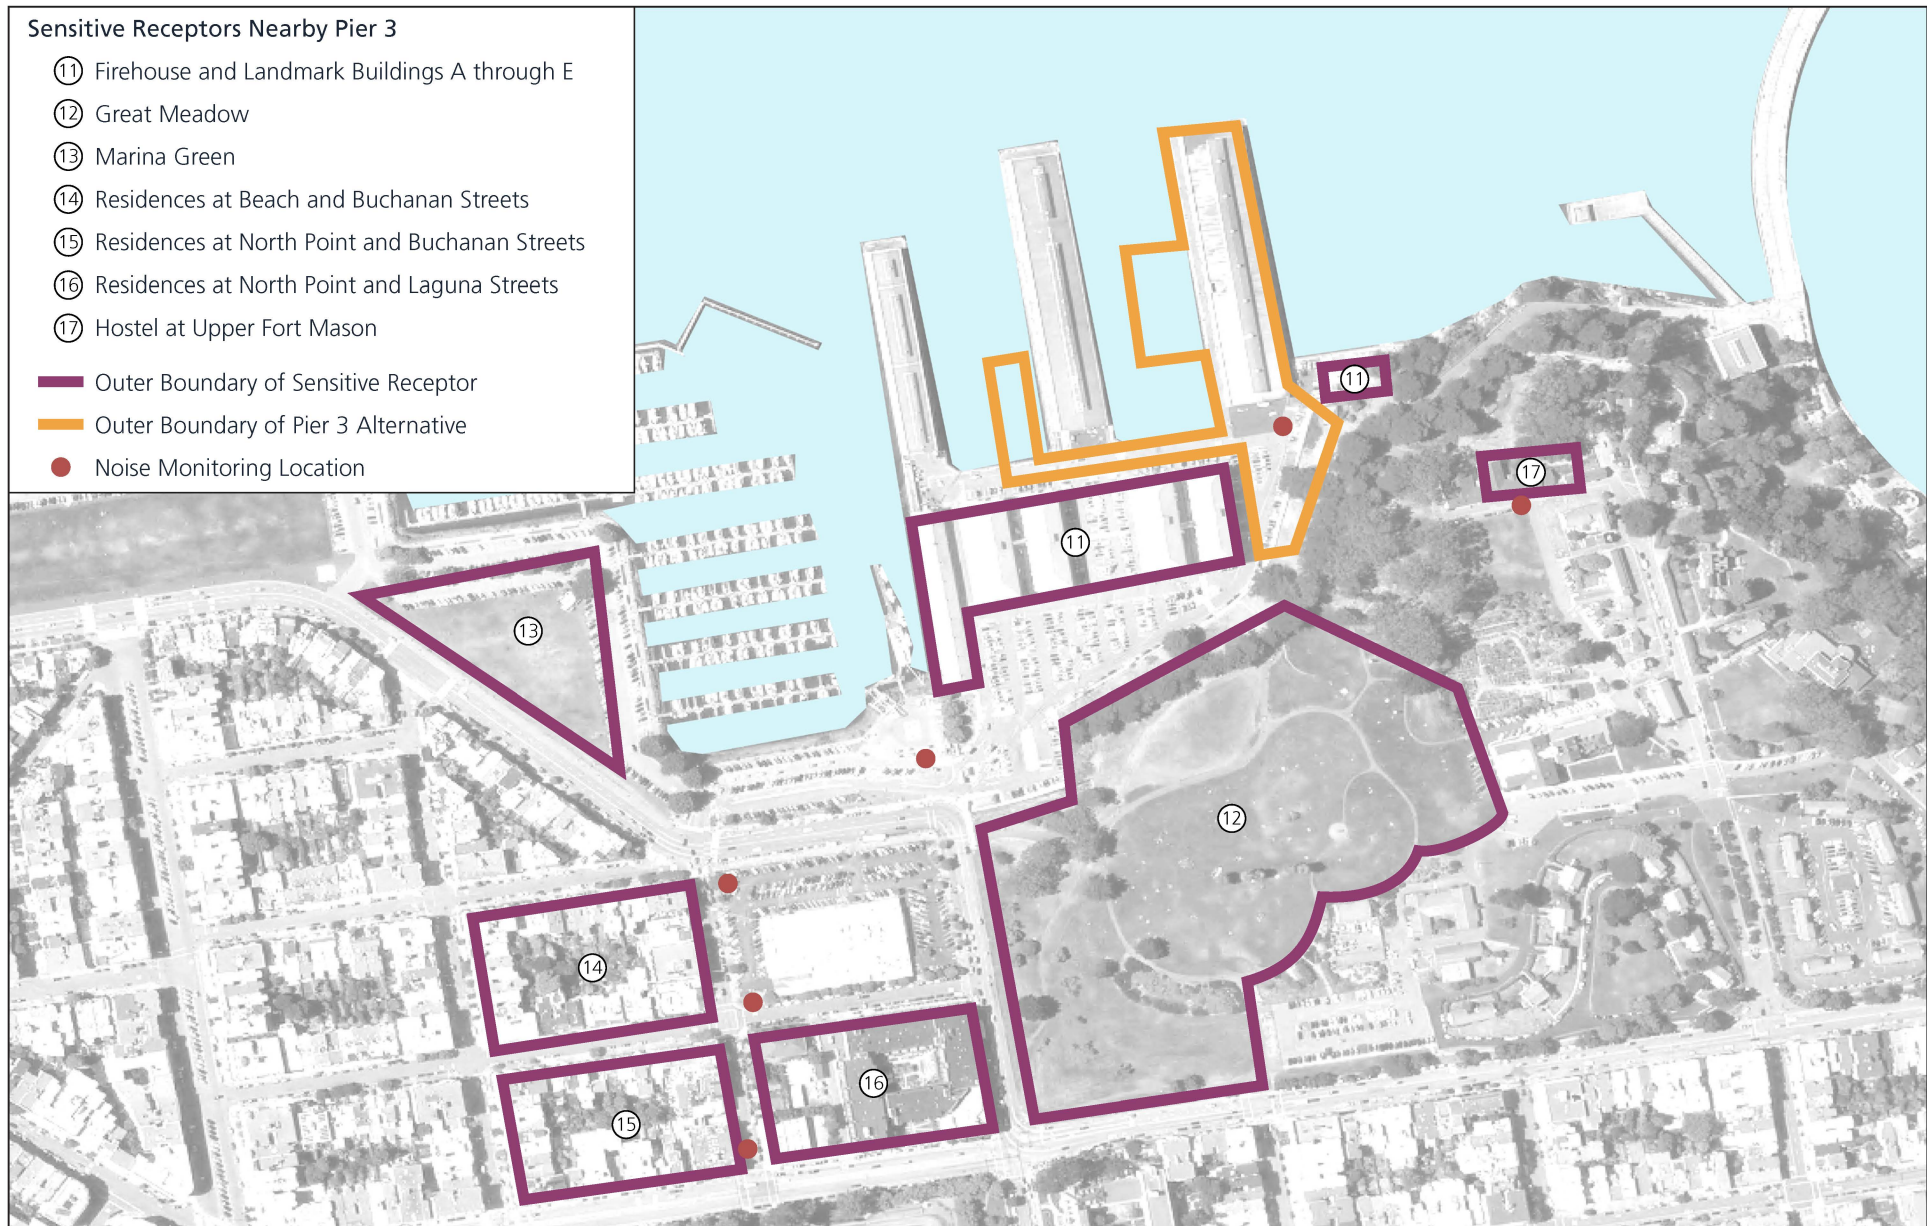 Sensitive Receptors Nearby Pier 3
11 Firehouse and Landmark Buildings A through E
12 Great Meadow
13 Marina Green
14 Residences at Beach and Buchanan Streets
15 Residences at North Point and Buchanan Streets
16 Residences at North Point and Laguna Streets
17 Hostel at Upper Fort Mason
Outer Boundary of Sensitive Receptor
Outer Boundary of Pier 3 Alternative
Noise Monitoring Location
11
17
11
13
12
14
16
15